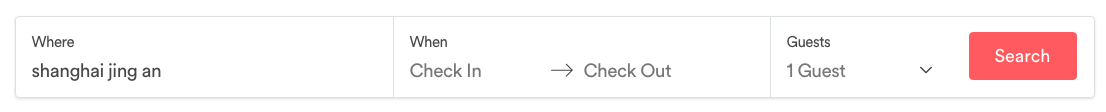 Where
shanghai jing an
When
Check In → Check Out
Guests
1 Guest
Search